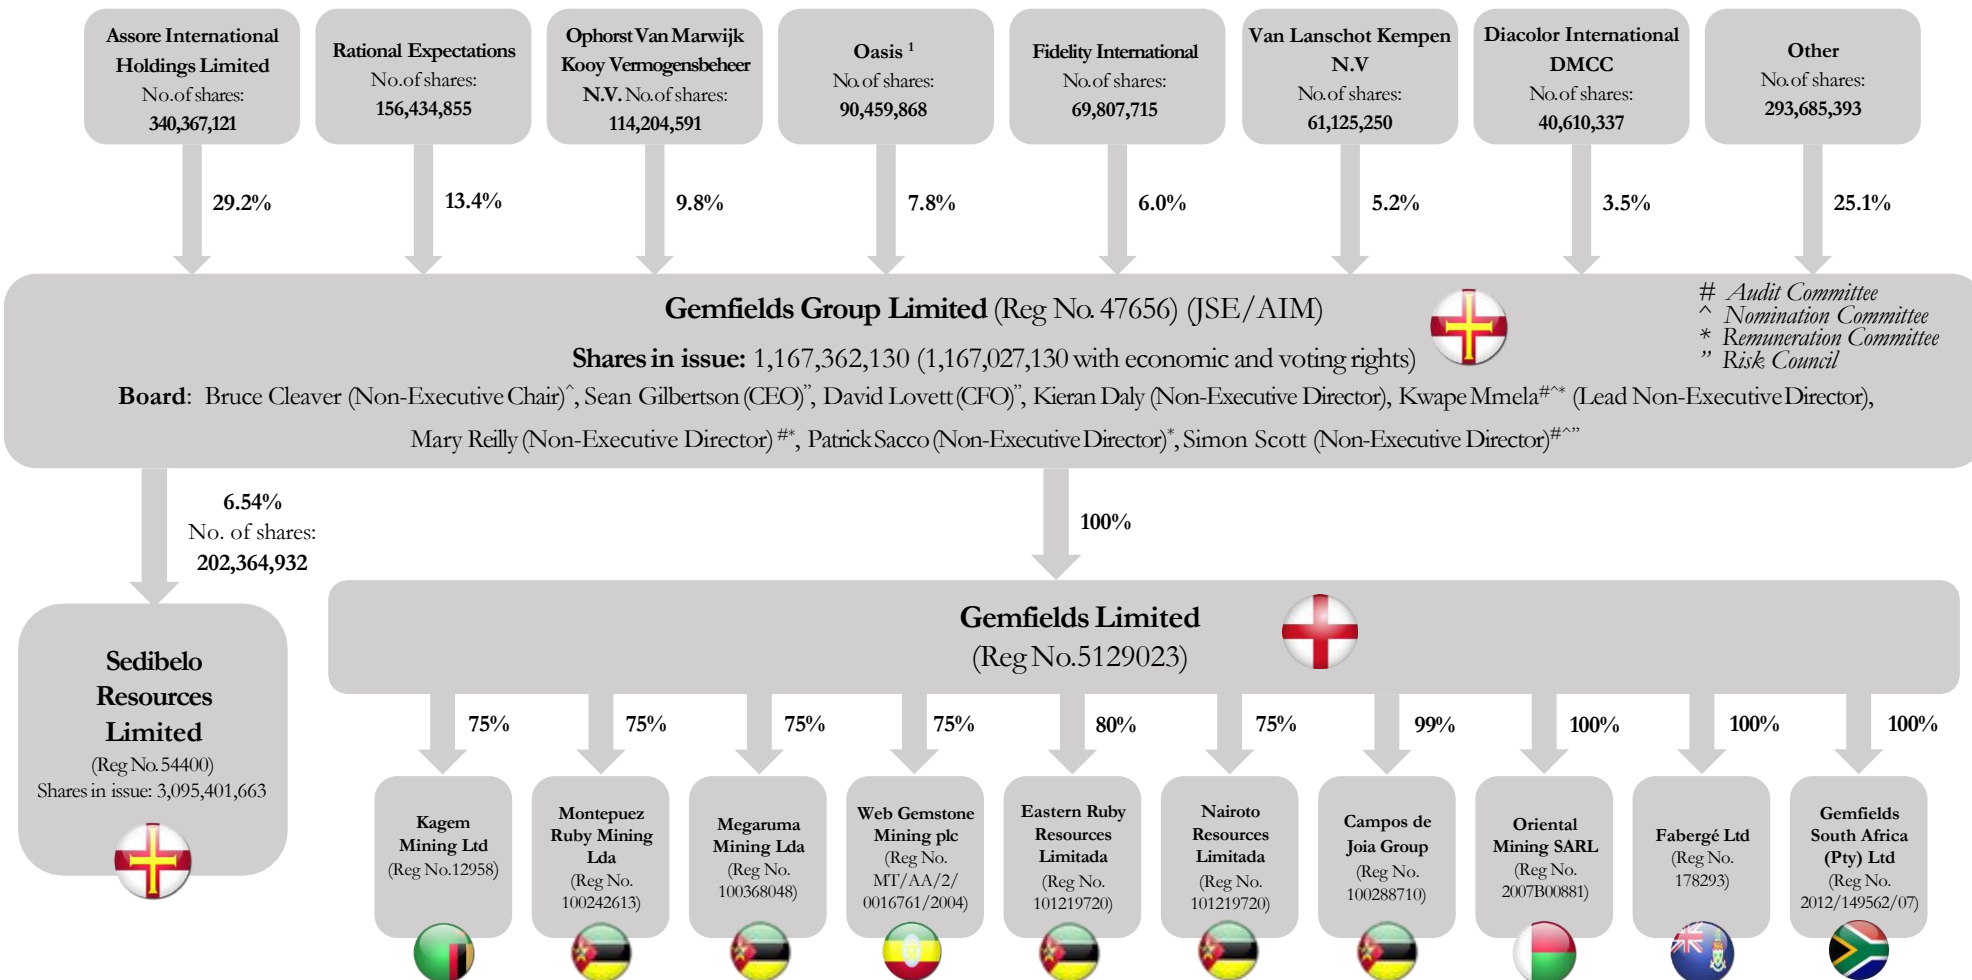 Assore International
Holdings Limited
No.of shares:
340,367,121
Rational Expectations
No.of shares:
156,434,855
Ophorst Van Marwijk
Kooy Vermogensbeheer
N.V. No.of shares:
114,204,591
Oasis 1
No.of shares:
90,459,868
Fidelity International
No.of shares:
69,807,715
Van Lanschot Kempen
N.V
No.of shares:
61,125,250
Diacolor International
DMCC
No.of shares:
40,610,337
Other
No.of shares:
293,685,393
29.2%
13.4%
9.8%
7.8%
6.0%
5.2%
3.5%
25.1%
Gemfields Group Limited (Reg No. 47656) (JSE/AIM)
Shares in issue: 1,167,362,130 (1,167,027,130 with economic and voting rights)
# Audit Committee
^ Nomination Committee
* Remuneration Committee
” Risk Council
Board: Bruce Cleaver (Non-Executive Chair)^, Sean Gilbertson (CEO)”, David Lovett (CFO)”, Kieran Daly (Non-Executive Director), Kwape Mmela#^* (Lead Non-Executive Director),
Mary Reilly (Non-Executive Director) #*, Patrick Sacco (Non-Executive Director)*, Simon Scott (Non-Executive Director)#^”
6.54%
No. of shares:
202,364,932
100%
Sedibelo
Resources
Limited
(Reg No. 54400)
Shares in issue: 3,095,401,663
Gemfields Limited
(Reg No.5129023)
75%
75%
75%
75%
80%
75%
99%
100%
100%
100%
Kagem
Mining Ltd
(Reg No.12958)
Montepuez
Ruby Mining
Lda
(Reg No.
100242613)
Megaruma
Mining Lda
(Reg No.
100368048)
Web Gemstone
Mining plc
(Reg No.
MT/AA/2/
0016761/2004)
Eastern Ruby
Resources
Limitada
(Reg No.
101219720)
Nairoto
Resources
Limitada
(Reg No.
101219720)
Campos de
Joia Group
(Reg No.
100288710)
Oriental
Mining SARL
(Reg No.
2007B00881)
Fabergé Ltd
(Reg No.
178293)
Gemfields
South Africa
(Pty) Ltd
(Reg No.
2012/149562/07)